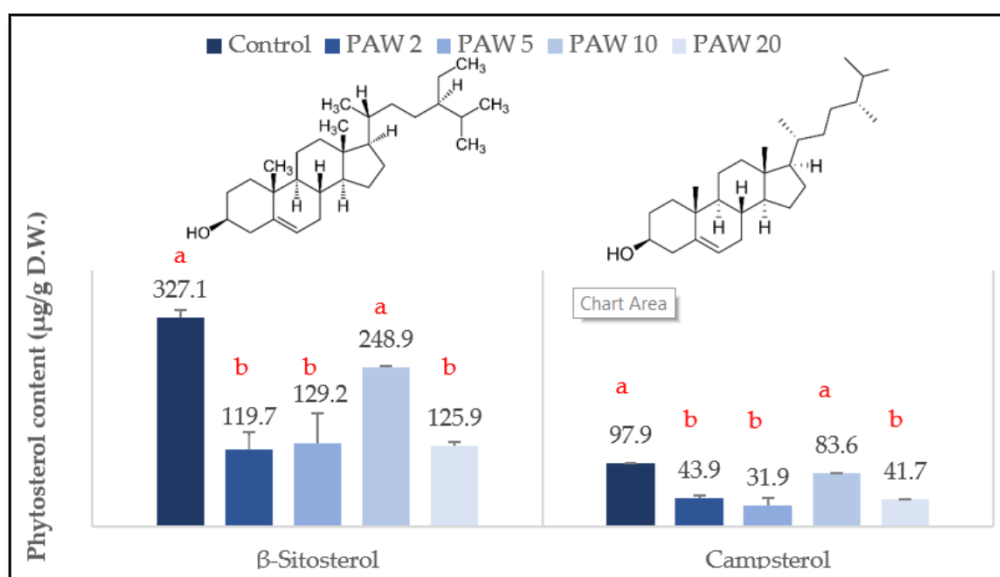 Control PAW 2 PAW 5 PAW 10 PAW 20
CH₃
H
H₃C
H
CH₃
H₃C
CH₃
H
CH₃
H
H
H
HO
H
H
H
H
HO
Phytosterol content (µg/g D.W.)
a
327.1
b
119.7
b
129.2
a
248.9
b
125.9
Chart Area
a
97.9
b
43.9
b
31.9
a
83.6
b
41.7
β-Sitosterol
Campsterol